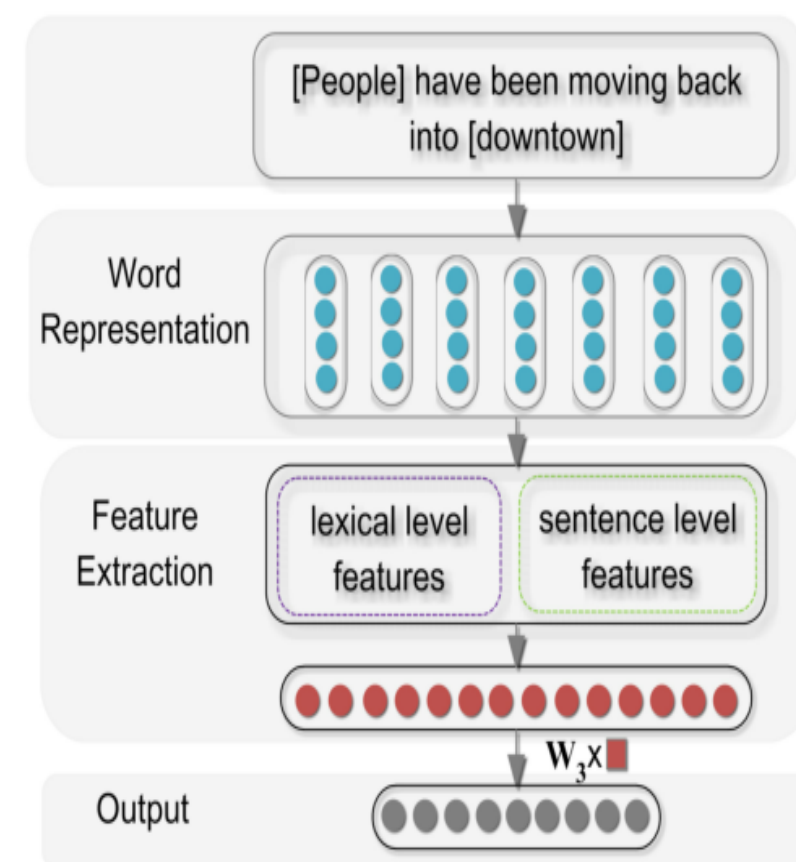 [People] have been moving back
into [downtown]
Word
Representation
Feature
Extraction
lexical level
features
sentence level
features
W₃x
Output